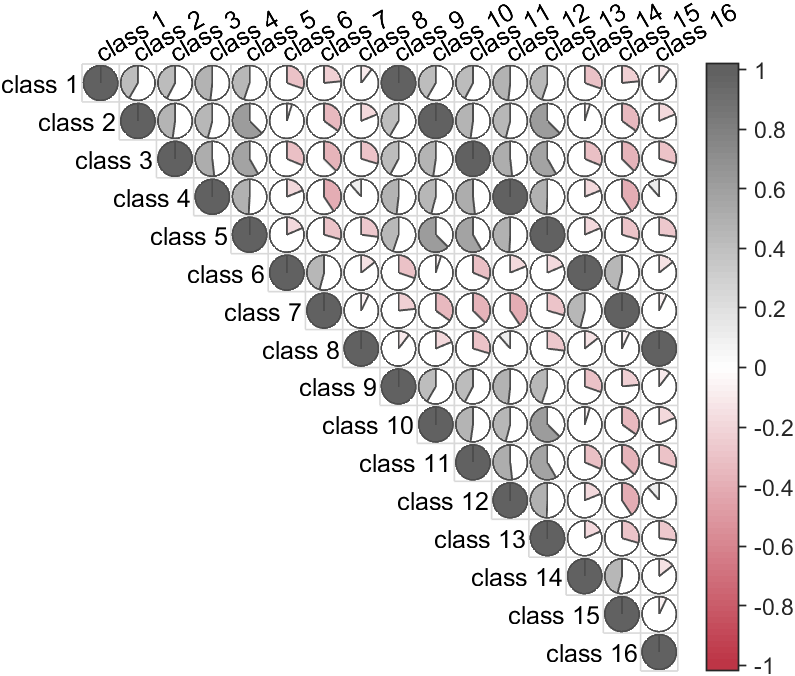 class 1
class 2
class 3
class 4
class 5
class 6
class 7
class 8
class 9
class 10
class 11
class 12
class 13
class 14
class 15
class 16
class 1
class 2
class 3
class 4
class 5
class 6
class 7
class 8
class 9
class 10
class 11
class 12
class 13
class 14
class 15
class 16
1
0.8
0.6
0.4
0.2
0
-0.2
-0.4
-0.6
-0.8
-1